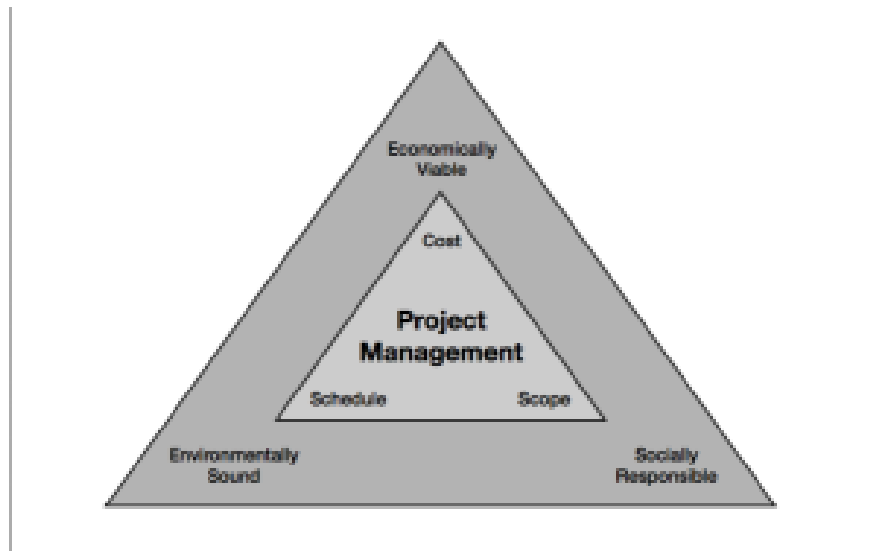 Economically
Viable
Cost
Project
Management
Schedule
Scope
Environmentally
Sound
Socially
Responsible